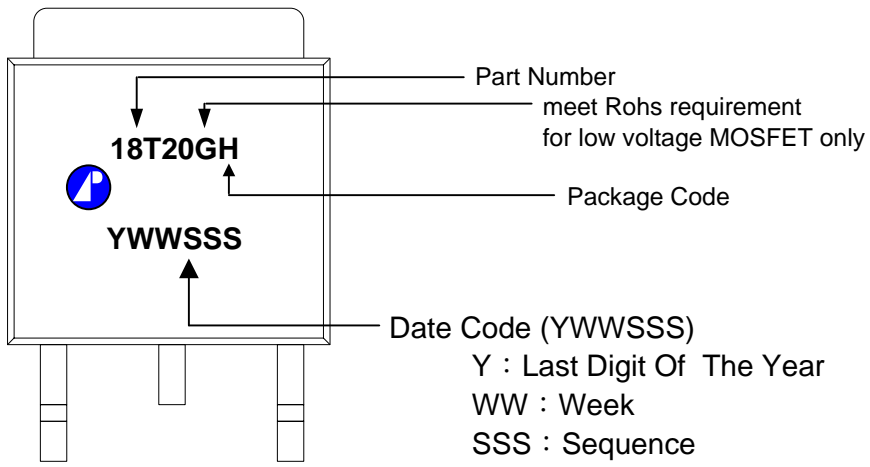 Part Number
meet Rohs requirement
for low voltage MOSFET only
18T20GH
Package Code
YWWSSS
Date Code (YWWSSS)
Y：Last Digit Of The Year
WW：Week
SSS：Sequence